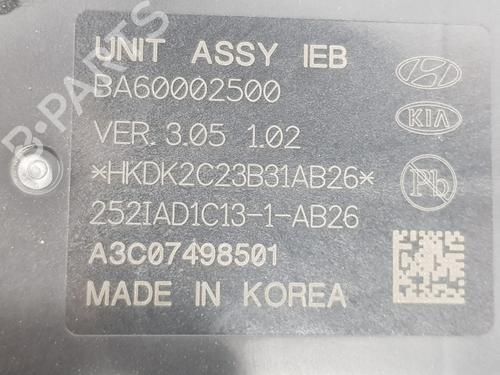 UNIT ASSY IEB
BA60002500
VER. 3.05 1.02
KIA
*HKDK2C23B31AB26*
Pb
252IAD1C13-1-AB26
A3C07498501
MADE IN KOREA
B-PARTS